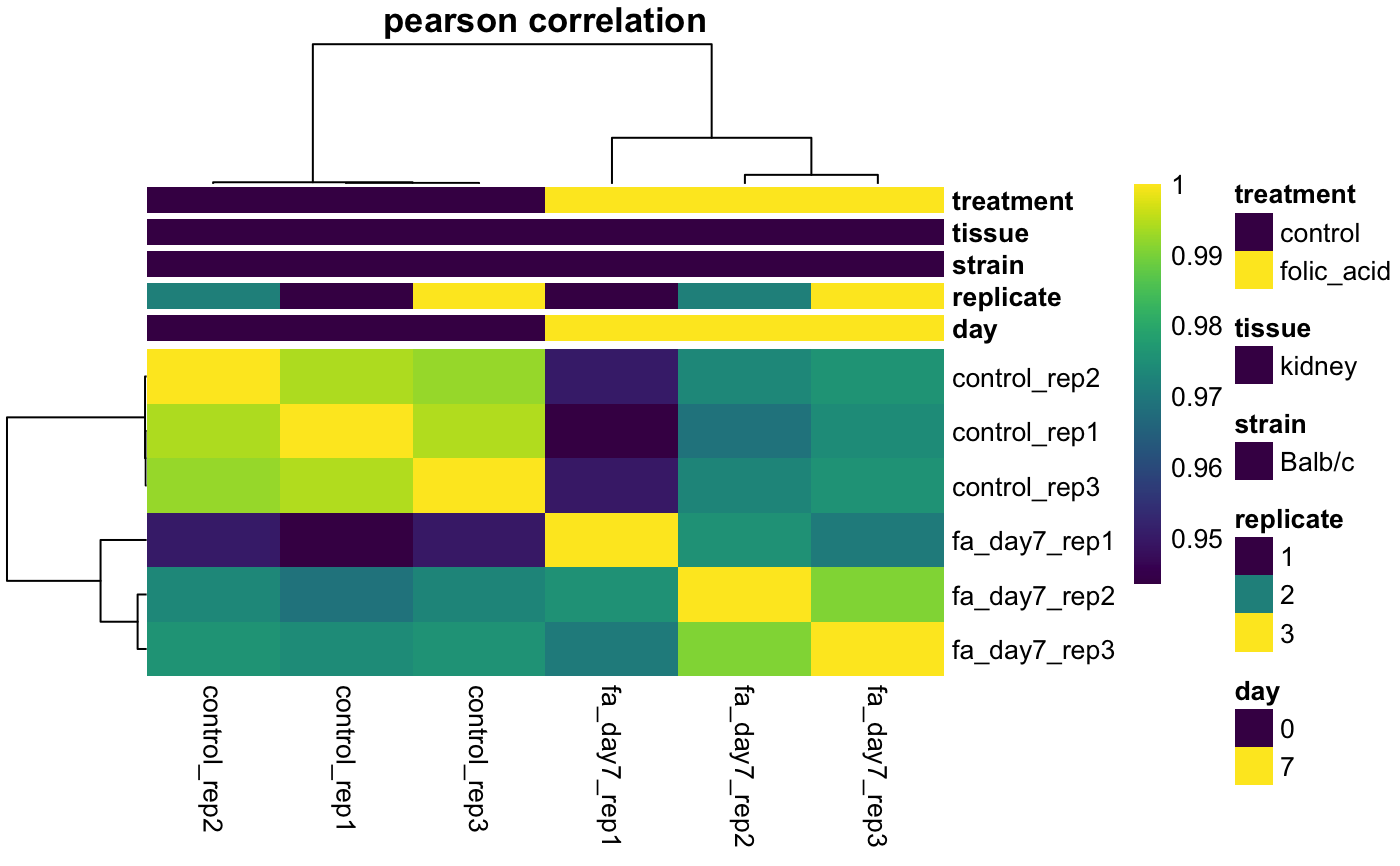 pearson correlation
treatment
tissue
strain
replicate
day
control_rep2
control_rep1
control_rep3
fa_day7_rep1
fa_day7_rep2
fa_day7_rep3
control_rep2
control_rep1
control_rep3
fa_day7_rep1
fa_day7_rep2
fa_day7_rep3
1
0.99
0.98
0.97
0.96
0.95
treatment
control
folic_acid
tissue
kidney
strain
Balb/c
replicate
1
2
3
day
0
7